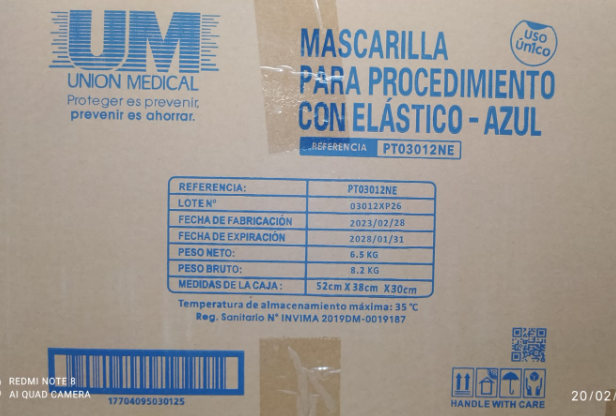 UM
UNION MEDICAL
Proteger es prevenir,
prevenir es ahorrar.
MASCARILLA
PARA PROCEDIMIENTO
CON ELÁSTICO - AZUL
USO
ÚNICO
REFERENCIA PT03012NE
REFERENCIA: PT03012NE
LOTE Nº 03012XP26
FECHA DE FABRICACIÓN 2023/02/28
FECHA DE EXPIRACIÓN 2028/01/31
PESO NETO: 6.5 KG
PESO BRUTO: 8.2 KG
MEDIDAS DE LA CAJA: 52cm X 38cm X30cm
Temperatura de almacenamiento máxima: 35 °C
Reg. Sanitario Nº INVIMA 2019DM-0019187
17704095030125
HANDLE WITH CARE
REDMI NOTE 8
AI QUAD CAMERA
20/02/